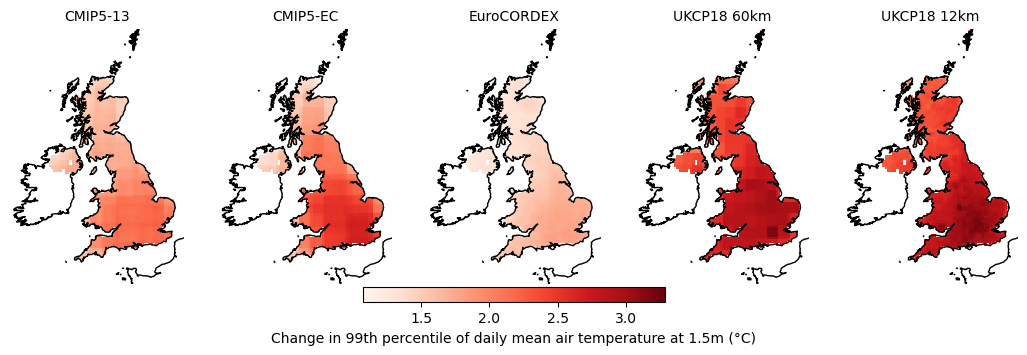 CMIP5-13 CMIP5-EC EuroCORDEX UKCP18 60km UKCP18 12km
1.5 2.0 2.5 3.0
Change in 99th percentile of daily mean air temperature at 1.5m (°C)